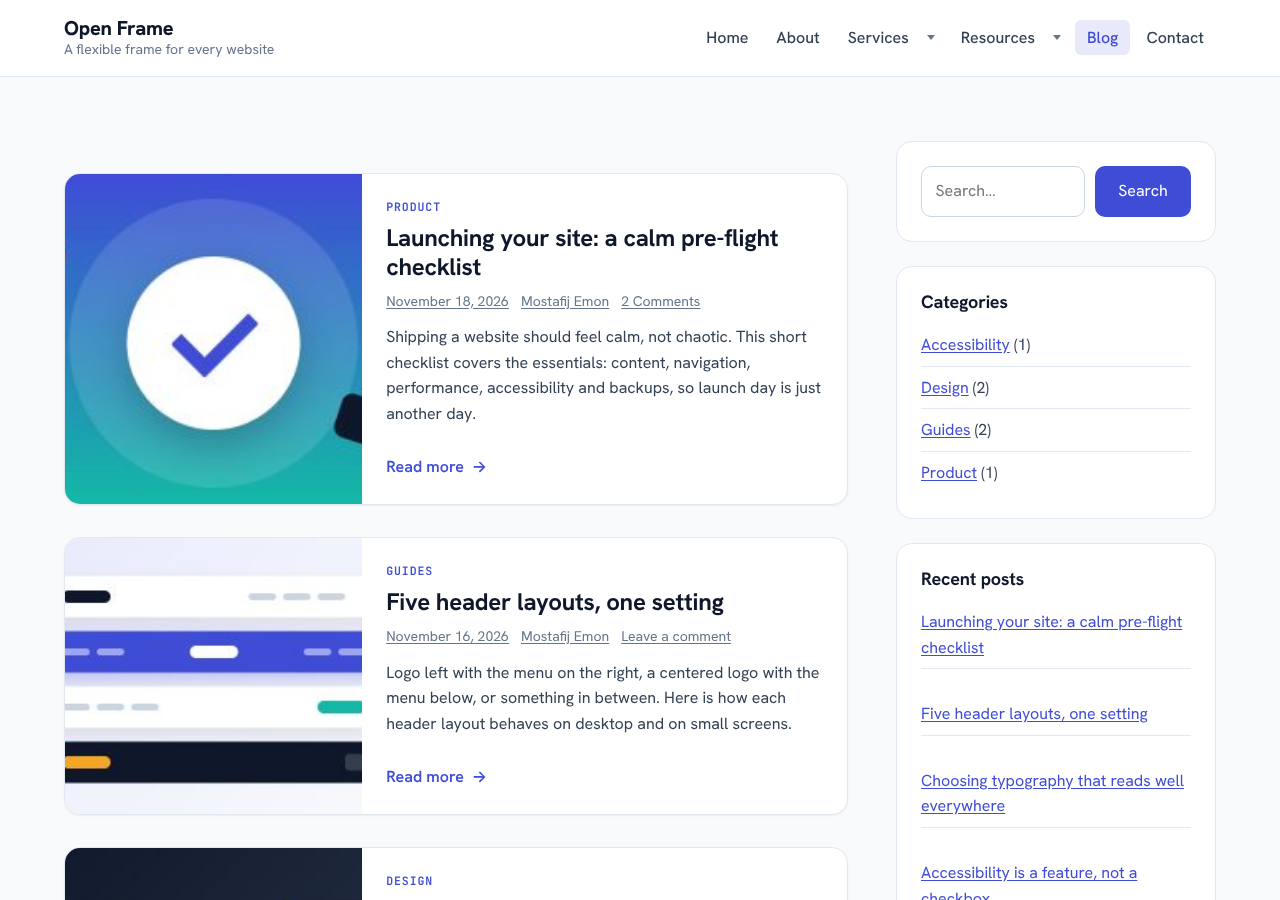 Open Frame
A flexible frame for every website
Home
About
Services
Resources
Blog
Contact
PRODUCT
Launching your site: a calm pre-flight
checklist
November 18, 2026 Mostafij Emon 2 Comments
Shipping a website should feel calm, not chaotic. This short
checklist covers the essentials: content, navigation,
performance, accessibility and backups, so launch day is just
another day.
Read more →
GUIDES
Five header layouts, one setting
November 16, 2026 Mostafij Emon Leave a comment
Logo left with the menu on the right, a centered logo with the
menu below, or something in between. Here is how each
header layout behaves on desktop and on small screens.
Read more →
DESIGN
Search...
Search
Categories
Accessibility (1)
Design (2)
Guides (2)
Product (1)
Recent posts
Launching your site: a calm pre-flight
checklist
Five header layouts, one setting
Choosing typography that reads well
everywhere
Accessibility is a feature, not a
checkbox